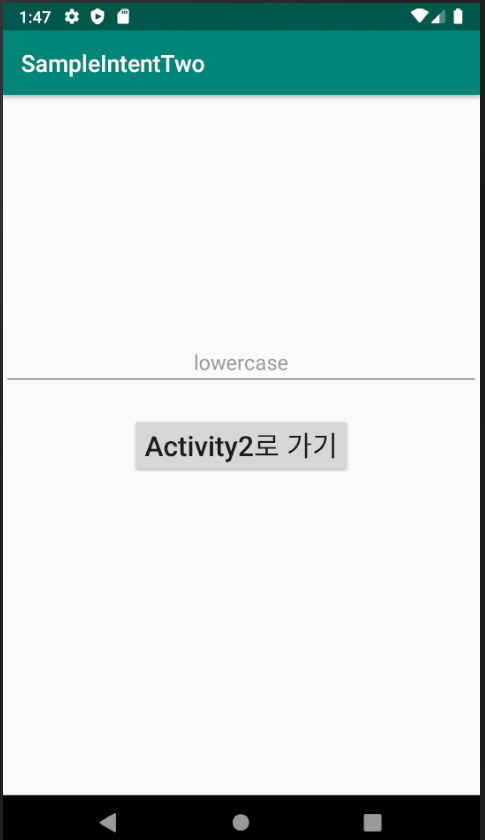 1:47
SampleIntentTwo
lowercase
Activity2로 가기